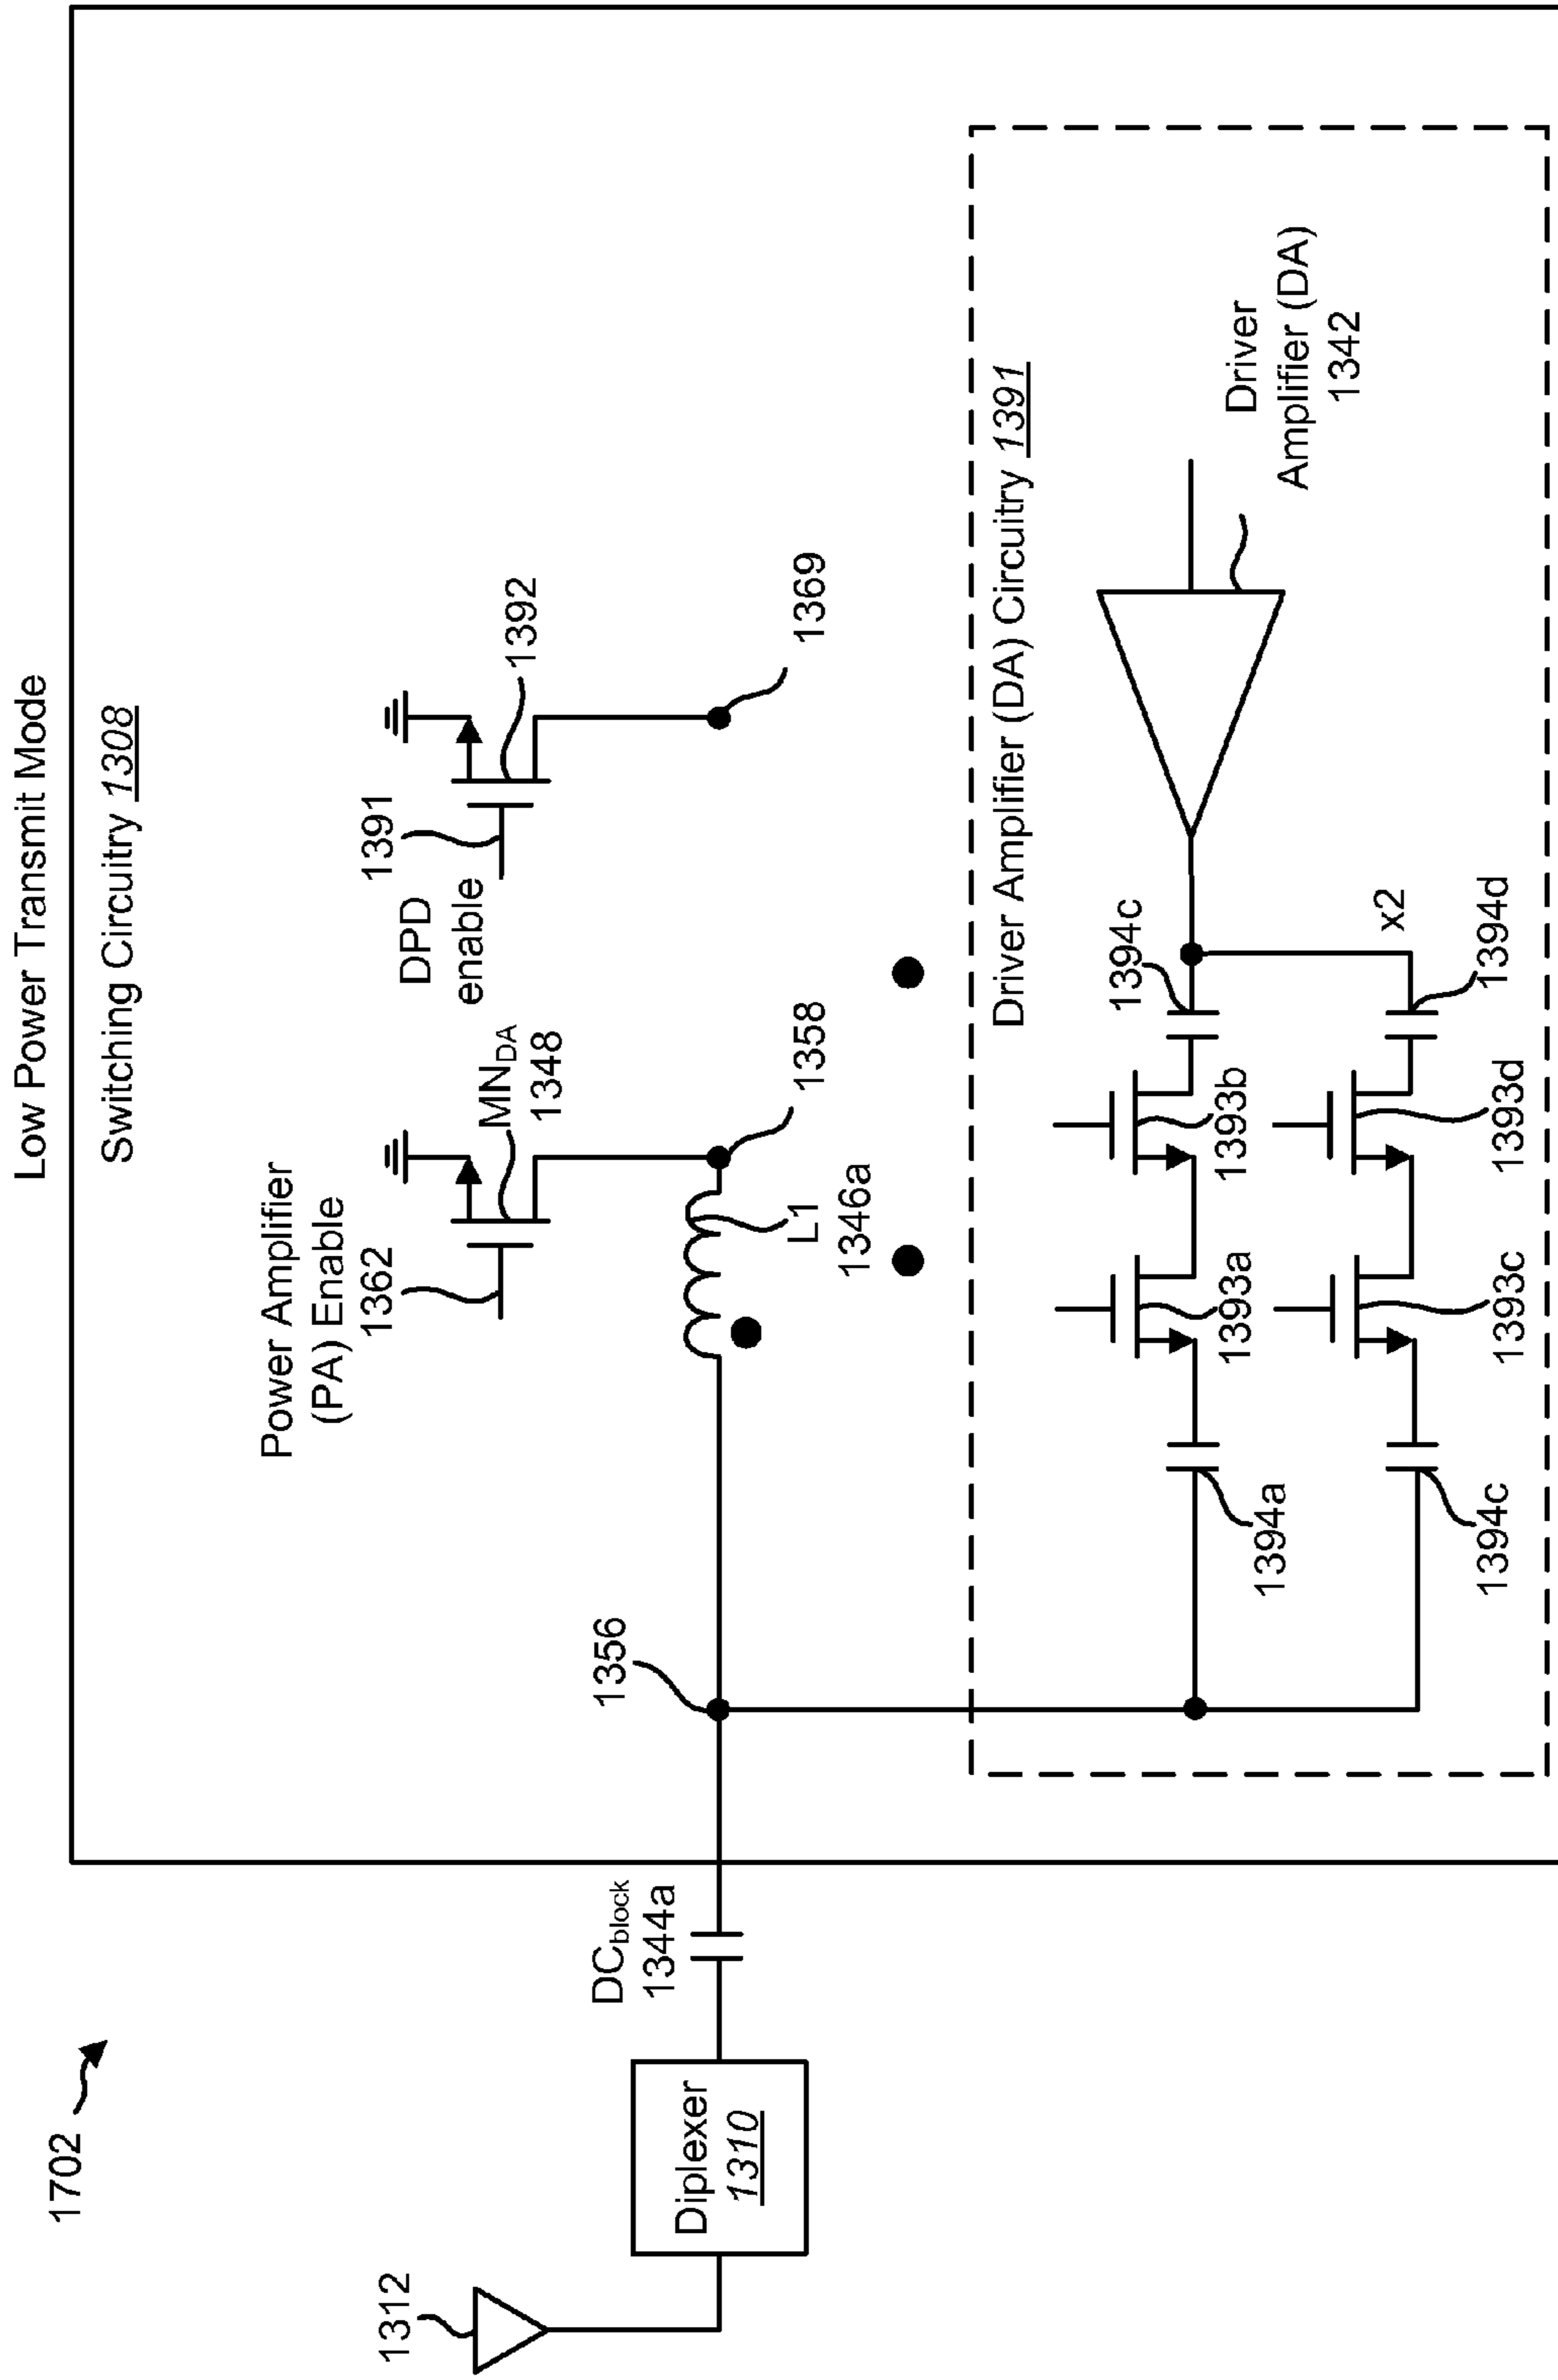 Low Power Transmit Mode
1702
Switching Circuitry 1308
Power Amplifier
(PA) Enable
1362
MN_DA
1348
DPD
enable
1391
1392
1312
Diplexer
1310
DC_block
1344a
1356
L1
1346a
1358
1369
Driver Amplifier (DA) Circuitry 1391
1394a
1393a
1393b
1394c
1394c
1393c
1393d
1394d
x2
Driver
Amplifier (DA)
1342